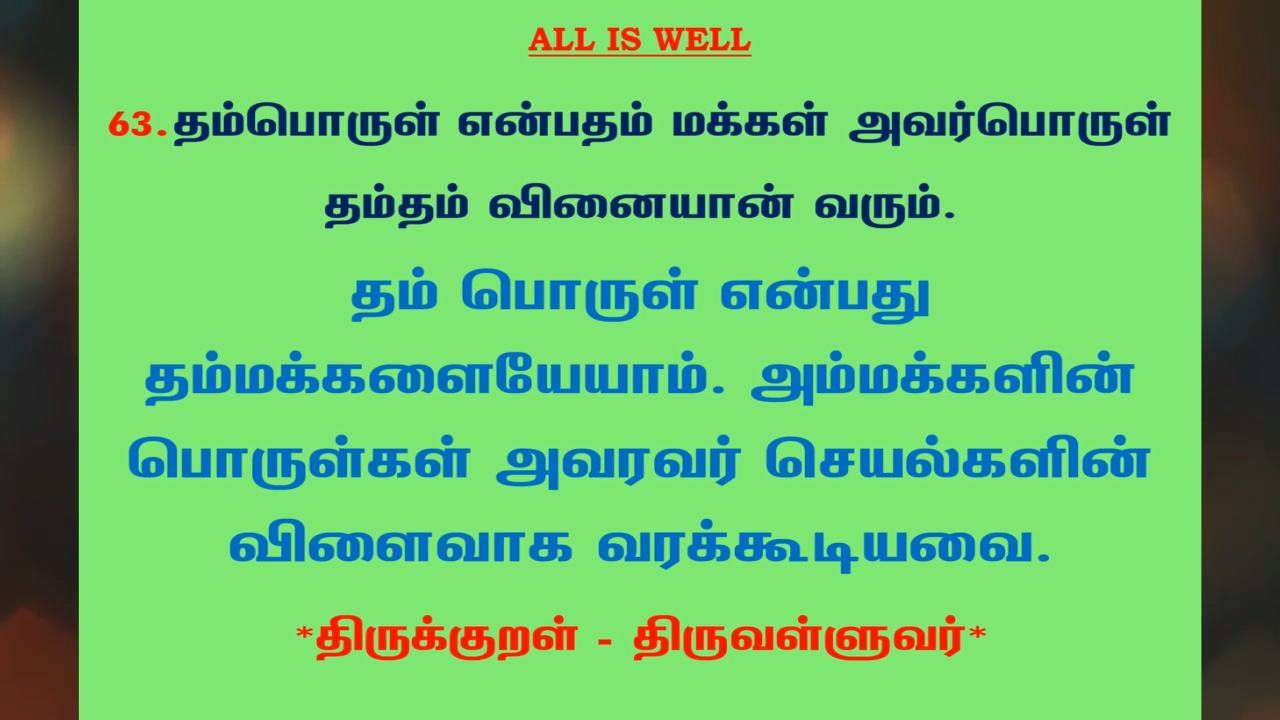 ALL IS WELL
63.தம்பொருள் என்பதம் மக்கள் அவர்பொருள்
தம்தம் வினையான் வரும்.
தம் பொருள் என்பது
தம்மக்களையேயாம். அம்மக்களின்
பொருள்கள் அவரவர் செயல்களின்
விளைவாக வரக்கூடியவை.
*திருக்குறள் - திருவள்ளுவர்*